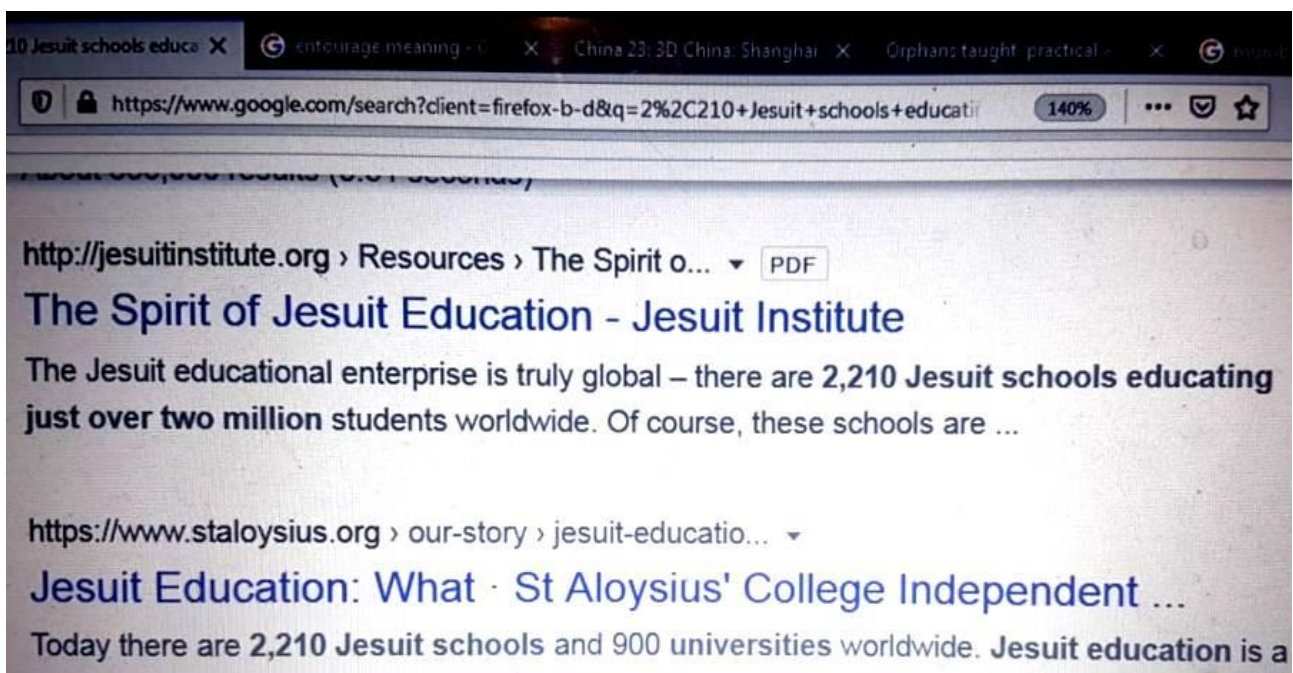 10 Jesuit schools educa
entourage meaning -
China 23: 3D China: Shanghai
Orphans taught practical
https://www.google.com/search?client=firefox-b-d&q=2%2C210+Jesuit+schools+educatin
140%
http://jesuitinstitute.org › Resources › The Spirit o...
PDF
The Spirit of Jesuit Education - Jesuit Institute
The Jesuit educational enterprise is truly global – there are 2,210 Jesuit schools educating
just over two million students worldwide. Of course, these schools are ...
https://www.staloysius.org › our-story › jesuit-educatio...
Jesuit Education: What · St Aloysius' College Independent ...
Today there are 2,210 Jesuit schools and 900 universities worldwide. Jesuit education is a